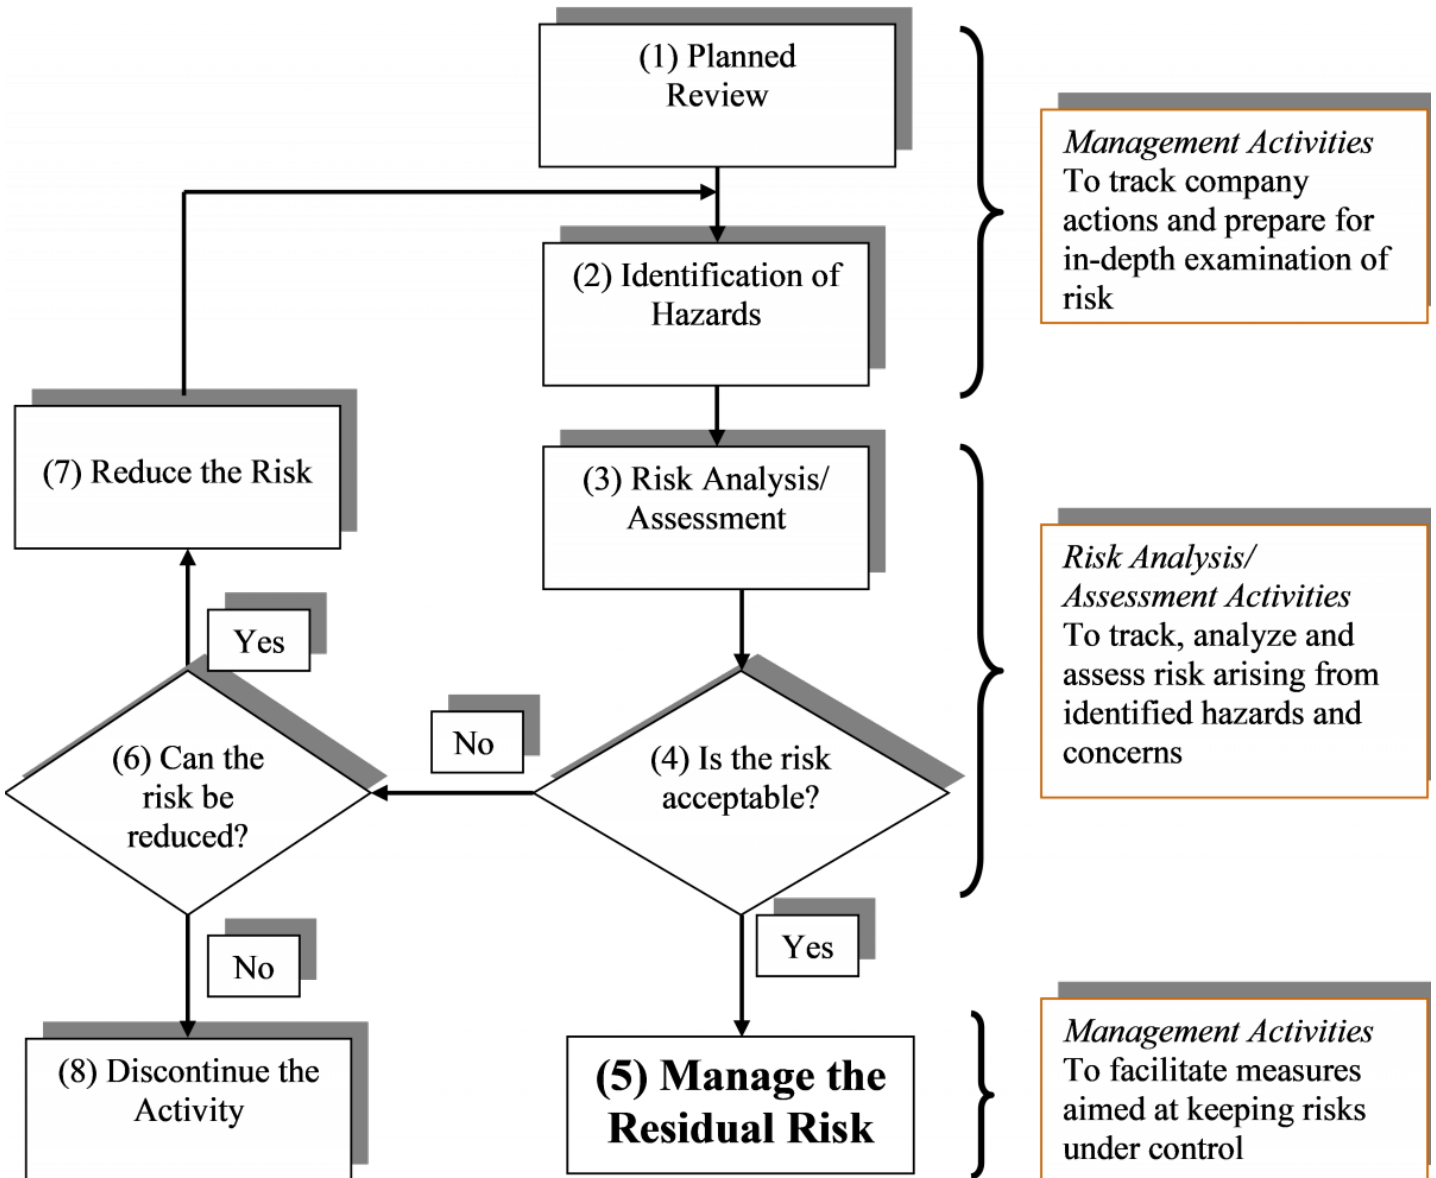 (1) Planned
Review
Management Activities
To track company
actions and prepare for
in-depth examination of
risk
(2) Identification of
Hazards
(7) Reduce the Risk
(3) Risk Analysis/
Assessment
Risk Analysis/
Assessment Activities
To track, analyze and
assess risk arising from
identified hazards and
concerns
Yes
No
(6) Can the
risk be
reduced?
(4) Is the risk
acceptable?
No
Yes
(8) Discontinue the
Activity
(5) Manage the
Residual Risk
Management Activities
To facilitate measures
aimed at keeping risks
under control